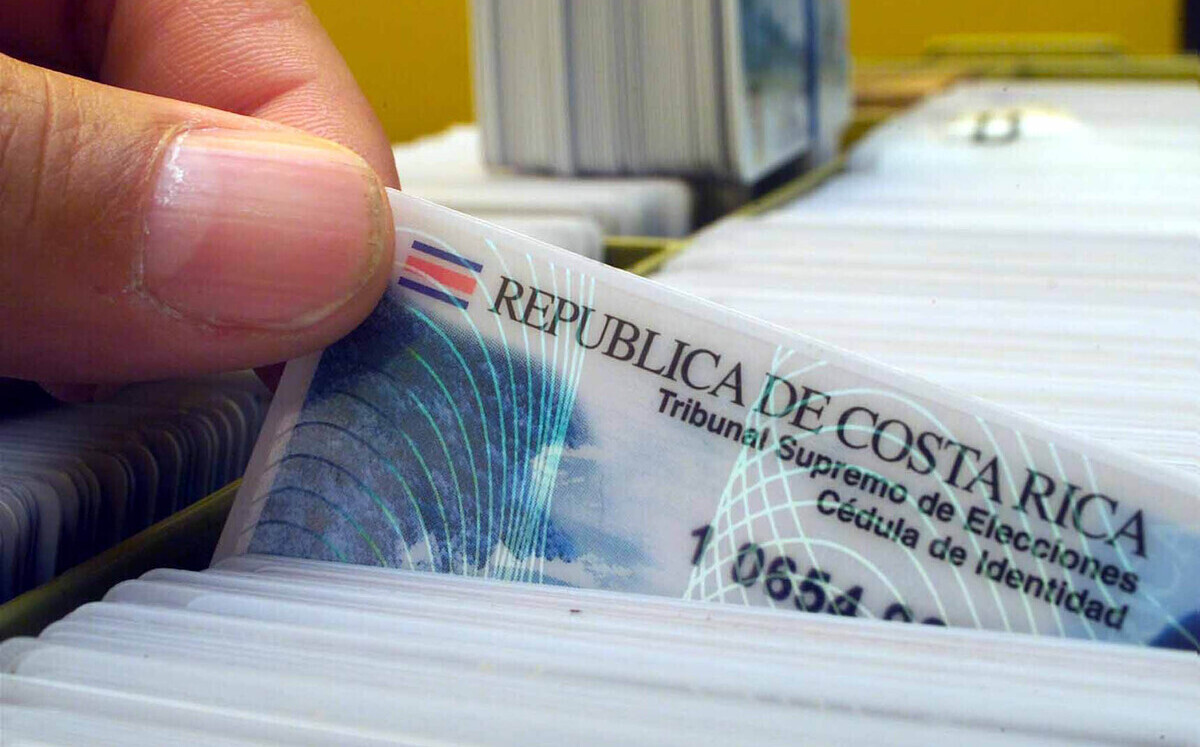 REPUBLICA DE COSTA RICA
Tribunal Supremo de Elecciones
Cédula de Identidad
1 0654